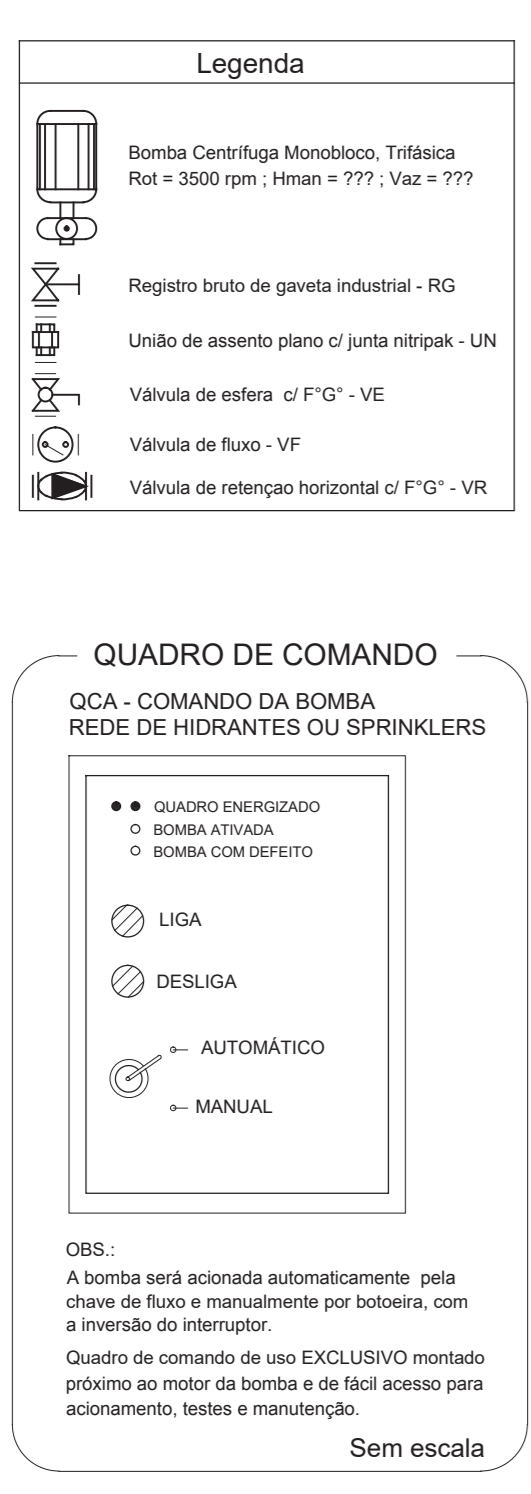 Legenda
Bomba Centrífuga Monobloco, Trifásica
Rot = 3500 rpm ; Hman = ??? ; Vaz = ???
Registro bruto de gaveta industrial - RG
União de assento plano c/ junta nitripak - UN
Válvula de esfera c/ F°G° - VE
Válvula de fluxo - VF
Válvula de retençao horizontal c/ F°G° - VR
QUADRO DE COMANDO
QCA - COMANDO DA BOMBA
REDE DE HIDRANTES OU SPRINKLERS
QUADRO ENERGIZADO
BOMBA ATIVADA
BOMBA COM DEFEITO
LIGA
DESLIGA
AUTOMÁTICO
MANUAL
OBS.:
A bomba será acionada automaticamente pela
chave de fluxo e manualmente por botoeira, com
a inversão do interruptor.
Quadro de comando de uso EXCLUSIVO montado
próximo ao motor da bomba e de fácil acesso para
acionamento, testes e manutenção.
Sem escala